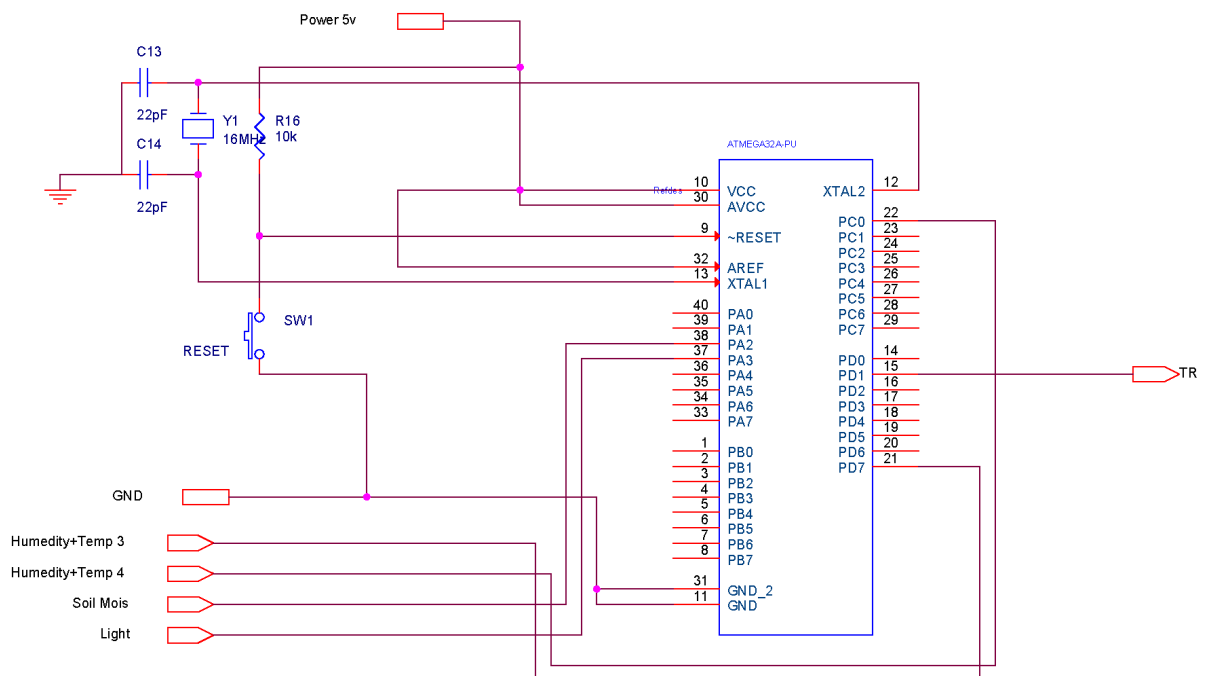 Power 5v
C13
22pF
Y1
16MHz
R16
10k
C14
22pF
ATMEGA32A-PU
Refdes
10
VCC
30
AVCC
9
~RESET
32
AREF
13
XTAL1
40
PA0
39
PA1
38
PA2
37
PA3
36
PA4
35
PA5
34
PA6
33
PA7
1
PB0
2
PB1
3
PB2
4
PB3
5
PB4
6
PB5
7
PB6
8
PB7
31
GND_2
11
GND
XTAL2
12
PC0
22
PC1
23
PC2
24
PC3
25
PC4
26
PC5
27
PC6
28
PC7
29
PD0
14
PD1
15
PD2
16
PD3
17
PD4
18
PD5
19
PD6
20
PD7
21
TR
SW1
RESET
GND
Humedity+Temp 3
Humedity+Temp 4
Soil Mois
Light